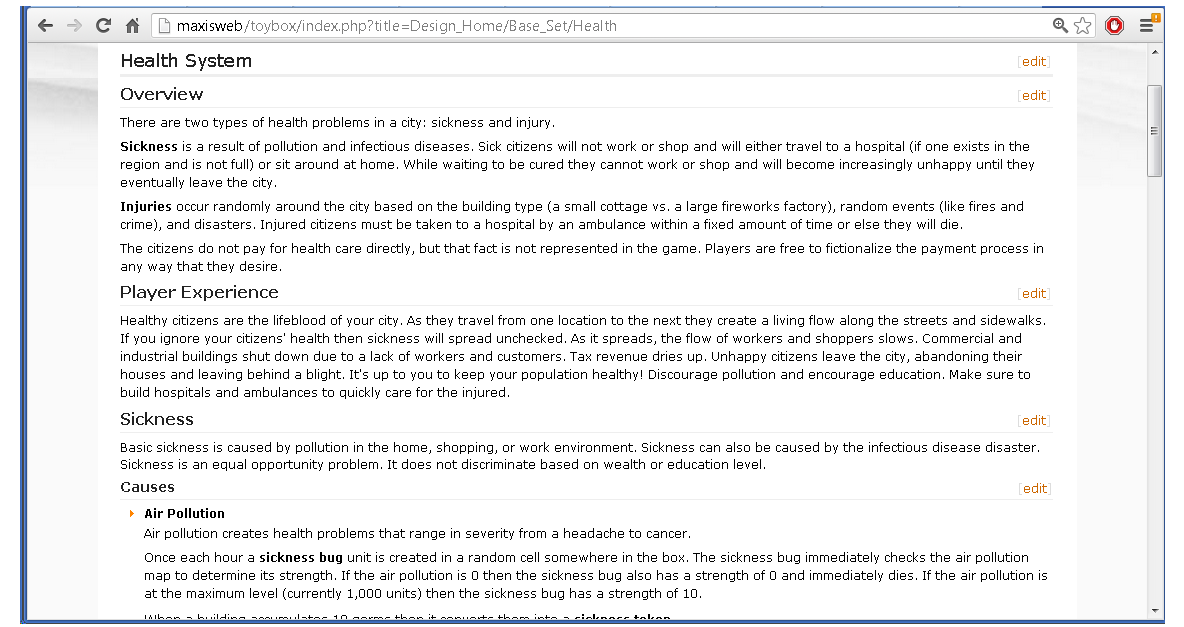 maxisweb/toybox/index.php?title=Design_Home/Base_Set/Health
Health System [edit]
Overview [edit]
There are two types of health problems in a city: sickness and injury.
Sickness is a result of pollution and infectious diseases. Sick citizens will not work or shop and will either travel to a hospital (if one exists in the
region and is not full) or sit around at home. While waiting to be cured they cannot work or shop and will become increasingly unhappy until they
eventually leave the city.
Injuries occur randomly around the city based on the building type (a small cottage vs. a large fireworks factory), random events (like fires and
crime), and disasters. Injured citizens must be taken to a hospital by an ambulance within a fixed amount of time or else they will die.
The citizens do not pay for health care directly, but that fact is not represented in the game. Players are free to fictionalize the payment process in
any way that they desire.
Player Experience [edit]
Healthy citizens are the lifeblood of your city. As they travel from one location to the next they create a living flow along the streets and sidewalks.
If you ignore your citizens' health then sickness will spread unchecked. As it spreads, the flow of workers and shoppers slows. Commercial and
industrial buildings shut down due to a lack of workers and customers. Tax revenue dries up. Unhappy citizens leave the city, abandoning their
houses and leaving behind a blight. It's up to you to keep your population healthy! Discourage pollution and encourage education. Make sure to
build hospitals and ambulances to quickly care for the injured.
Sickness [edit]
Basic sickness is caused by pollution in the home, shopping, or work environment. Sickness can also be caused by the infectious disease disaster.
Sickness is an equal opportunity problem. It does not discriminate based on wealth or education level.
Causes [edit]
Air Pollution
Air pollution creates health problems that range in severity from a headache to cancer.
Once each hour a sickness bug unit is created in a random cell somewhere in the box. The sickness bug immediately checks the air pollution
map to determine its strength. If the air pollution is 0 then the sickness bug also has a strength of 0 and immediately dies. If the air pollution is
at the maximum level (currently 1,000 units) then the sickness bug has a strength of 10.
When a building accumulates 10 germs then it converts them into a sickness token